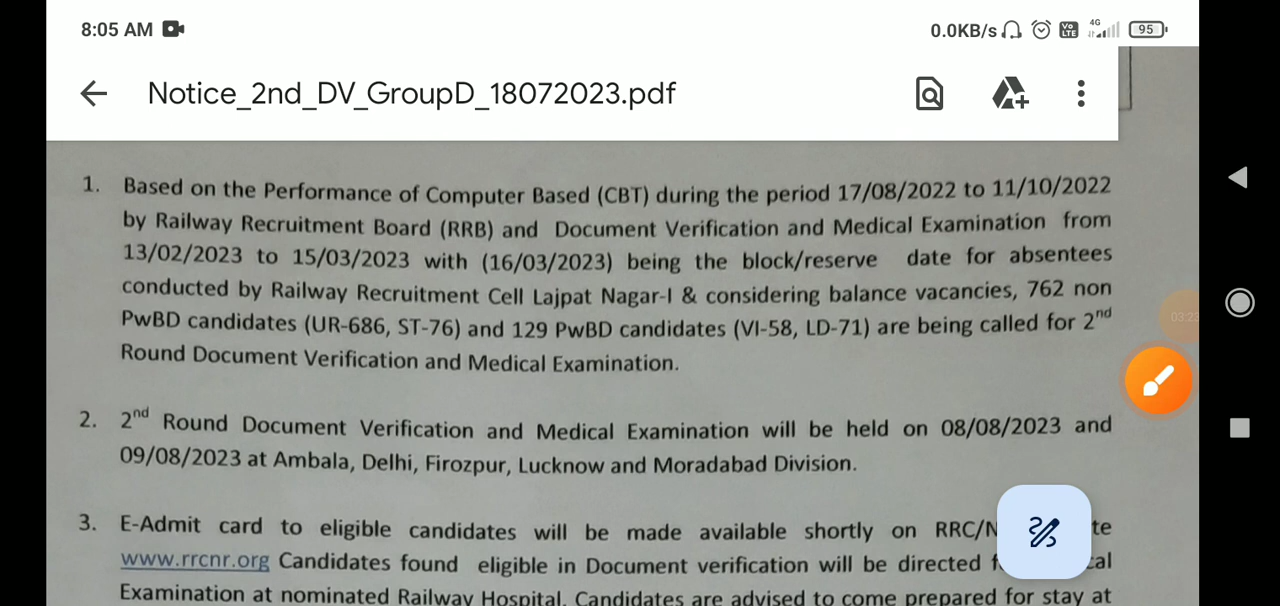 8:05 AM
0.0KB/s Vo LTE 4G 95
Notice_2nd_DV_GroupD_18072023.pdf
1. Based on the Performance of Computer Based (CBT) during the period 17/08/2022 to 11/10/2022
by Railway Recruitment Board (RRB) and Document Verification and Medical Examination from
13/02/2023 to 15/03/2023 with (16/03/2023) being the block/reserve date for absentees
conducted by Railway Recruitment Cell Lajpat Nagar-I & considering balance vacancies, 762 non
PwBD candidates (UR-686, ST-76) and 129 PwBD candidates (VI-58, LD-71) are being called for 2nd
Round Document Verification and Medical Examination.
03:23
2. 2nd Round Document Verification and Medical Examination will be held on 08/08/2023 and
09/08/2023 at Ambala, Delhi, Firozpur, Lucknow and Moradabad Division.
3. E-Admit card to eligible candidates will be made available shortly on
www.rrcnr.org Candidates found eligible in Document verification will be directed
Examination at nominated Railway Hospital. Candidates are advised to come prepared for stay at